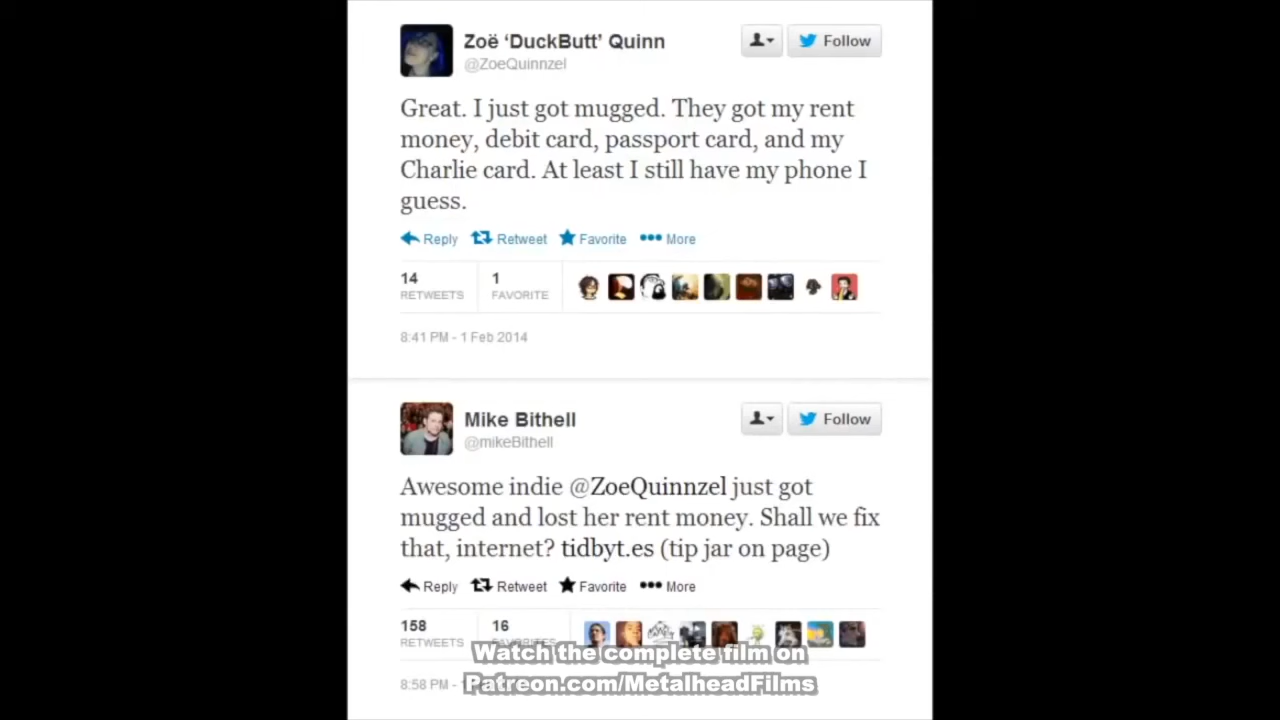 Zoë ‘DuckButt’ Quinn
@ZoeQuinnzel
Follow
Great. I just got mugged. They got my rent
money, debit card, passport card, and my
Charlie card. At least I still have my phone I
guess.
Reply Retweet Favorite More
14 1
RETWEETS FAVORITE
8:41 PM - 1 Feb 2014
Mike Bithell
@mikeBithell
Follow
Awesome indie @ZoeQuinnzel just got
mugged and lost her rent money. Shall we fix
that, internet? tidbyt.es (tip jar on page)
Reply Retweet Favorite More
158 16
RETWEETS FAVORITES
Watch the complete film on
8:58 PM - 1
Patreon.com/MetalheadFilms